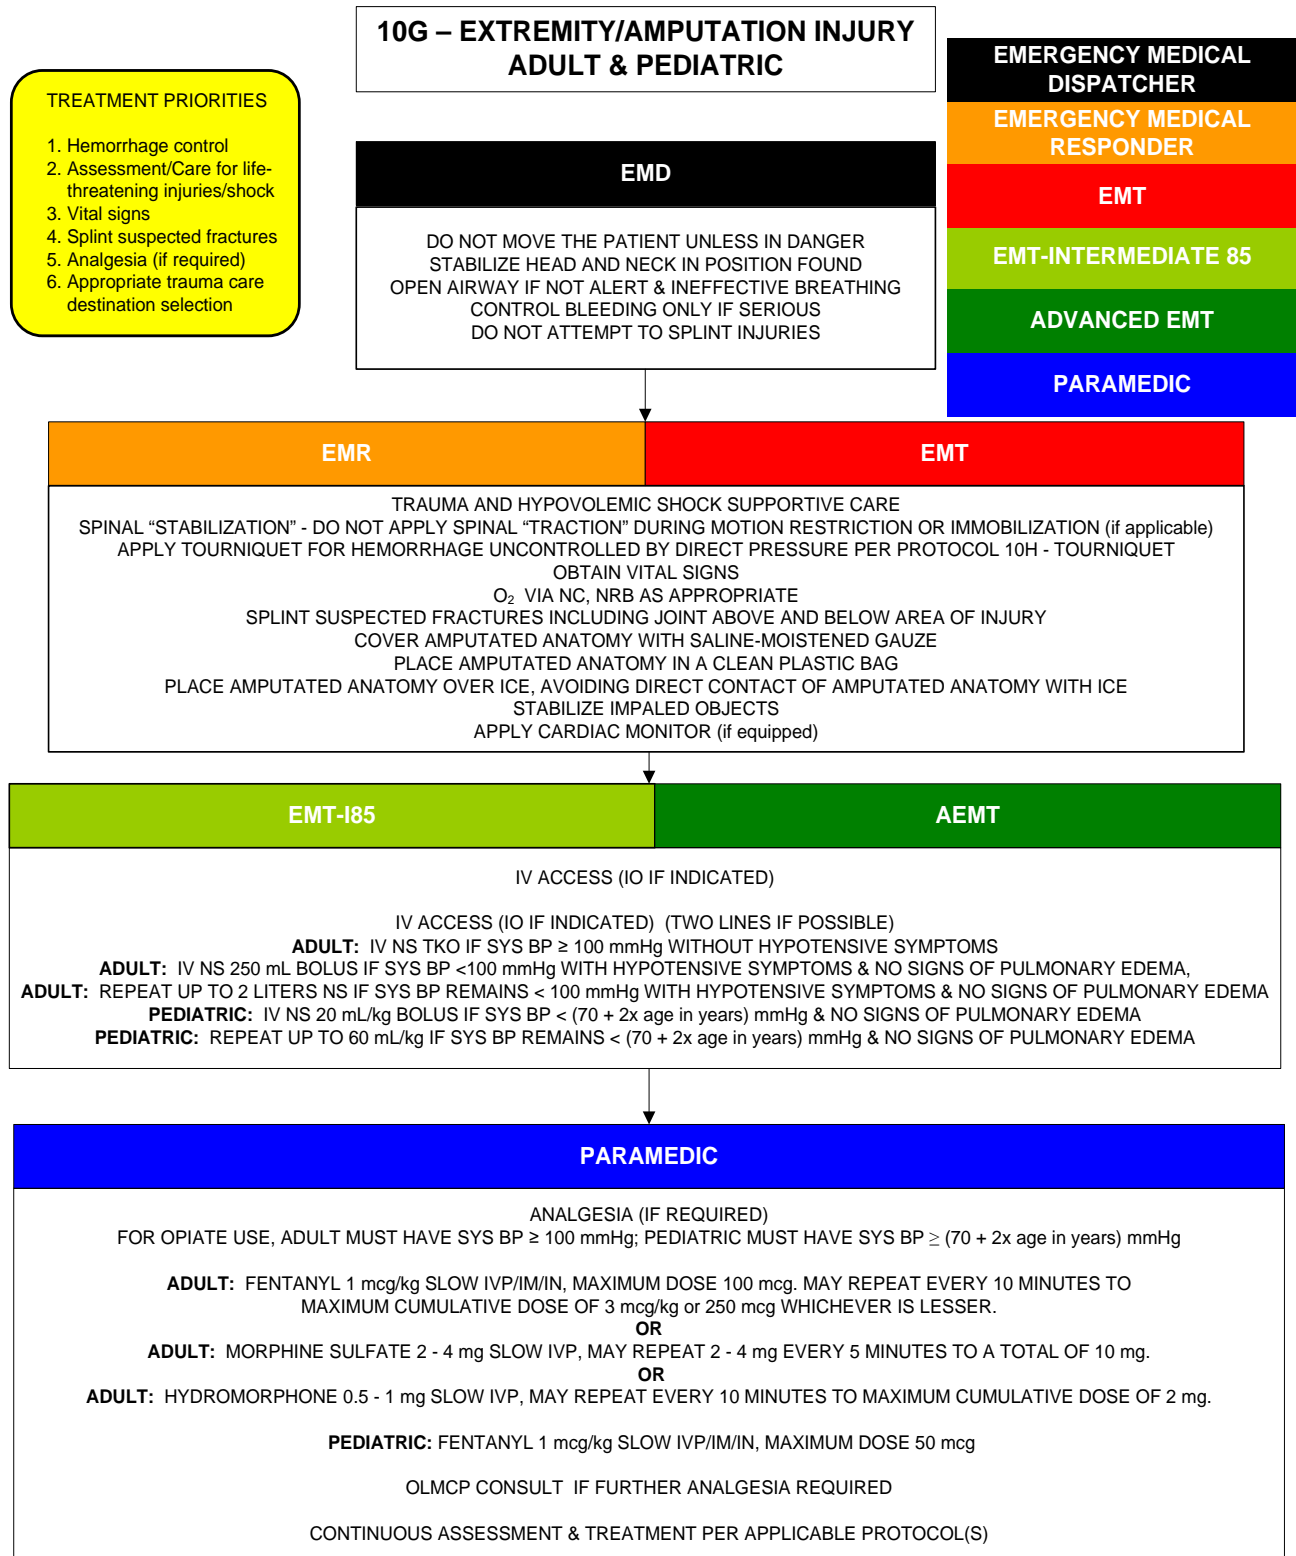 10G – EXTREMITY/AMPUTATION INJURY
ADULT & PEDIATRIC
TREATMENT PRIORITIES
1. Hemorrhage control
2. Assessment/Care for life-
threatening injuries/shock
3. Vital signs
4. Splint suspected fractures
5. Analgesia (if required)
6. Appropriate trauma care
destination selection
EMERGENCY MEDICAL
DISPATCHER
EMERGENCY MEDICAL
RESPONDER
EMT
EMT-INTERMEDIATE 85
ADVANCED EMT
PARAMEDIC
EMD
DO NOT MOVE THE PATIENT UNLESS IN DANGER
STABILIZE HEAD AND NECK IN POSITION FOUND
OPEN AIRWAY IF NOT ALERT & INEFFECTIVE BREATHING
CONTROL BLEEDING ONLY IF SERIOUS
DO NOT ATTEMPT TO SPLINT INJURIES
EMR
EMT
TRAUMA AND HYPOVOLEMIC SHOCK SUPPORTIVE CARE
SPINAL “STABILIZATION” - DO NOT APPLY SPINAL “TRACTION” DURING MOTION RESTRICTION OR IMMOBILIZATION (if applicable)
APPLY TOURNIQUET FOR HEMORRHAGE UNCONTROLLED BY DIRECT PRESSURE PER PROTOCOL 10H - TOURNIQUET
OBTAIN VITAL SIGNS
O₂ VIA NC, NRB AS APPROPRIATE
SPLINT SUSPECTED FRACTURES INCLUDING JOINT ABOVE AND BELOW AREA OF INJURY
COVER AMPUTATED ANATOMY WITH SALINE-MOISTENED GAUZE
PLACE AMPUTATED ANATOMY IN A CLEAN PLASTIC BAG
PLACE AMPUTATED ANATOMY OVER ICE, AVOIDING DIRECT CONTACT OF AMPUTATED ANATOMY WITH ICE
STABILIZE IMPALED OBJECTS
APPLY CARDIAC MONITOR (if equipped)
EMT-I85
AEMT
IV ACCESS (IO IF INDICATED)
IV ACCESS (IO IF INDICATED) (TWO LINES IF POSSIBLE)
ADULT: IV NS TKO IF SYS BP ≥ 100 mmHg WITHOUT HYPOTENSIVE SYMPTOMS
ADULT: IV NS 250 mL BOLUS IF SYS BP <100 mmHg WITH HYPOTENSIVE SYMPTOMS & NO SIGNS OF PULMONARY EDEMA,
ADULT: REPEAT UP TO 2 LITERS NS IF SYS BP REMAINS < 100 mmHg WITH HYPOTENSIVE SYMPTOMS & NO SIGNS OF PULMONARY EDEMA
PEDIATRIC: IV NS 20 mL/kg BOLUS IF SYS BP < (70 + 2x age in years) mmHg & NO SIGNS OF PULMONARY EDEMA
PEDIATRIC: REPEAT UP TO 60 mL/kg IF SYS BP REMAINS < (70 + 2x age in years) mmHg & NO SIGNS OF PULMONARY EDEMA
PARAMEDIC
ANALGESIA (IF REQUIRED)
FOR OPIATE USE, ADULT MUST HAVE SYS BP ≥ 100 mmHg; PEDIATRIC MUST HAVE SYS BP ≥ (70 + 2x age in years) mmHg
ADULT: FENTANYL 1 mcg/kg SLOW IVP/IM/IN, MAXIMUM DOSE 100 mcg. MAY REPEAT EVERY 10 MINUTES TO
MAXIMUM CUMULATIVE DOSE OF 3 mcg/kg or 250 mcg WHICHEVER IS LESSER.
OR
ADULT: MORPHINE SULFATE 2 - 4 mg SLOW IVP, MAY REPEAT 2 - 4 mg EVERY 5 MINUTES TO A TOTAL OF 10 mg.
OR
ADULT: HYDROMORPHONE 0.5 - 1 mg SLOW IVP, MAY REPEAT EVERY 10 MINUTES TO MAXIMUM CUMULATIVE DOSE OF 2 mg.
PEDIATRIC: FENTANYL 1 mcg/kg SLOW IVP/IM/IN, MAXIMUM DOSE 50 mcg
OLMCP CONSULT IF FURTHER ANALGESIA REQUIRED
CONTINUOUS ASSESSMENT & TREATMENT PER APPLICABLE PROTOCOL(S)